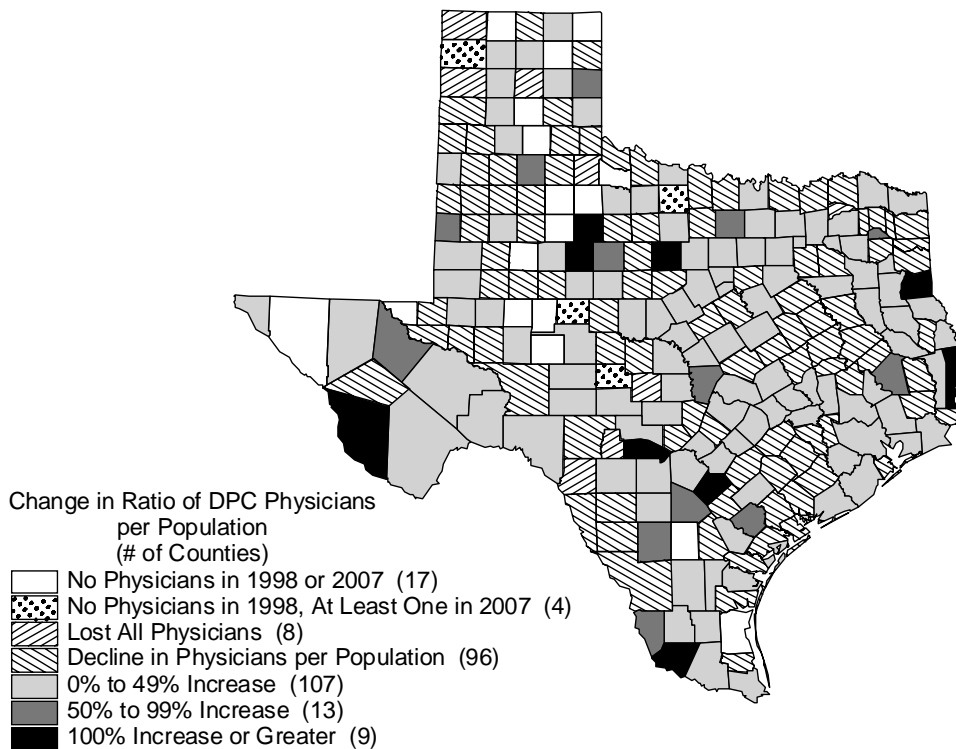 Change in Ratio of DPC Physicians
per Population
(# of Counties)
No Physicians in 1998 or 2007 (17)
No Physicians in 1998, At Least One in 2007 (4)
Lost All Physicians (8)
Decline in Physicians per Population (96)
0% to 49% Increase (107)
50% to 99% Increase (13)
100% Increase or Greater (9)